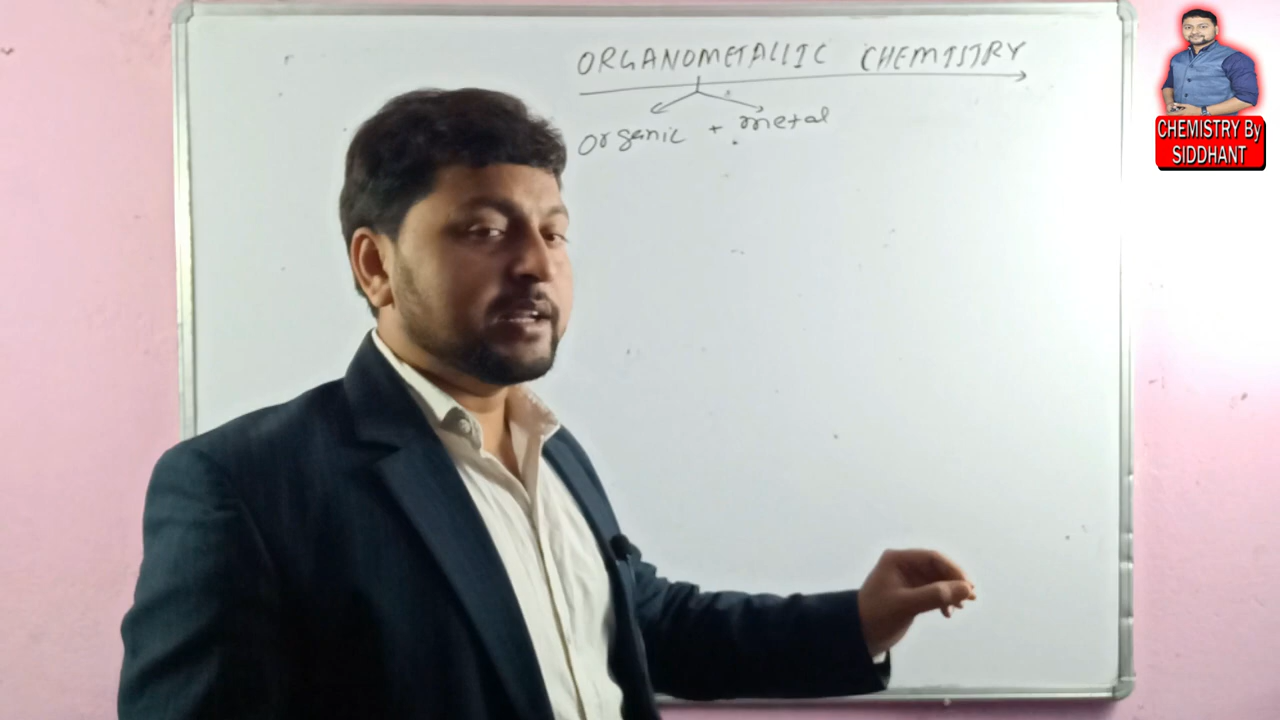 ORGANOMETALLIC CHEMISTRY
Organic + metal
CHEMISTRY By
SIDDHANT